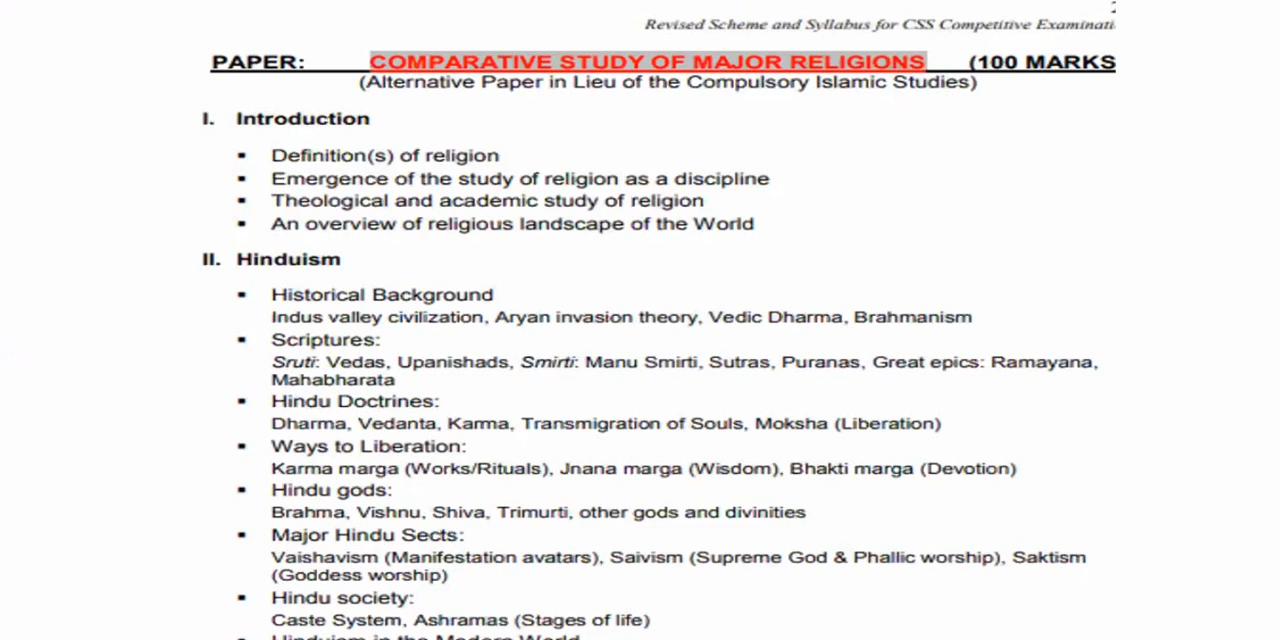 Revised Scheme and Syllabus for CSS Competitive
PAPER: COMPARATIVE STUDY OF MAJOR RELIGIONS (100 MARKS
(Alternative Paper in Lieu of the Compulsory Islamic Studies)
I. Introduction
▪ Definition(s) of religion
▪ Emergence of the study of religion as a discipline
▪ Theological and academic study of religion
▪ An overview of religious landscape of the World
II. Hinduism
▪ Historical Background
Indus valley civilization, Aryan invasion theory, Vedic Dharma, Brahmanism
▪ Scriptures:
Sruti: Vedas, Upanishads, Smirti: Manu Smirti, Sutras, Puranas, Great epics: Ramayana,
Mahabharata
▪ Hindu Doctrines:
Dharma, Vedanta, Karma, Transmigration of Souls, Moksha (Liberation)
▪ Ways to Liberation:
Karma marga (Works/Rituals), Jnana marga (Wisdom), Bhakti marga (Devotion)
▪ Hindu gods:
Brahma, Vishnu, Shiva, Trimurti, other gods and divinities
▪ Major Hindu Sects:
Vaishavism (Manifestation avatars), Saivism (Supreme God & Phallic worship), Saktism
(Goddess worship)
▪ Hindu society:
Caste System, Ashramas (Stages of life)
▪ Hinduism in the Modern World